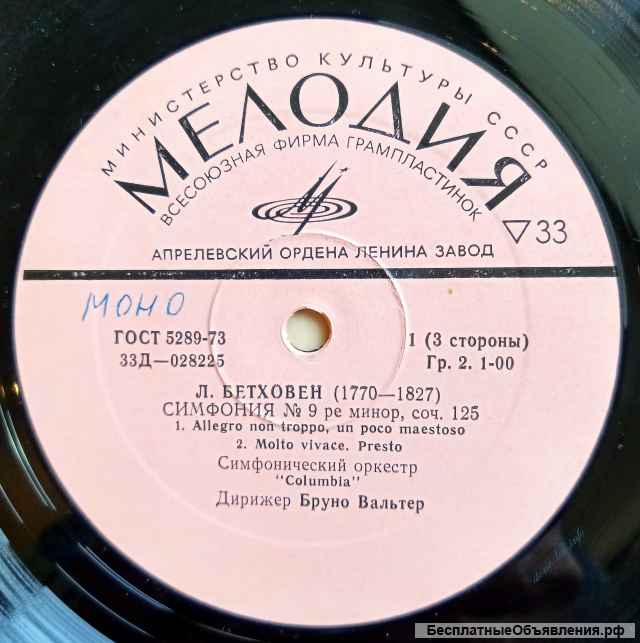 МИНИСТЕРСТВО КУЛЬТУРЫ СССР
МЕЛОДИЯ
ВСЕСОЮЗНАЯ ФИРМА ГРАМПЛАСТИНОК
▽33
АПРЕЛЕВСКИЙ ОРДЕНА ЛЕНИНА ЗАВОД
МОНО
ГОСТ 5289-73
1 (3 стороны)
33Д—028225
Гр. 2. 1-00
Л. БЕТХОВЕН (1770—1827)
СИМФОНИЯ № 9 ре минор, соч. 125
1. Allegro non troppo, un poco maestoso
2. Molto vivace. Presto
Симфонический оркестр
"Columbia"
Дирижер Бруно Вальтер
БесплатныеОбъявления.рф